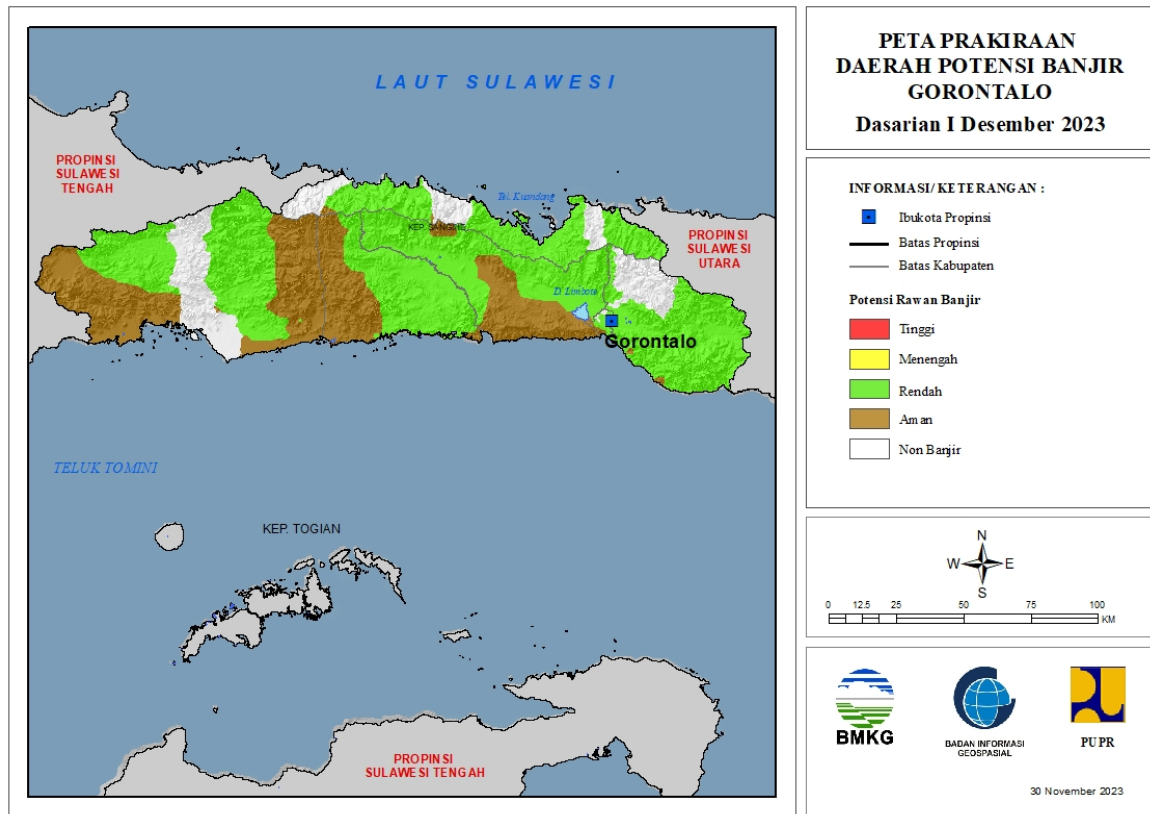 LAUT SULAWESI
PROPINSI
SULAWESI
TENGAH
Tel. Kuandang
KEP. SANGIHE
PROPINSI
SULAWESI
UTARA
D. Limboto
Gorontalo
TELUK TOMINI
KEP. TOGIAN
PROPINSI
SULAWESI TENGAH
PETA PRAKIRAAN
DAERAH POTENSI BANJIR
GORONTALO
Dasarian I Desember 2023
INFORMASI/ KETERANGAN :
Ibukota Propinsi
Batas Propinsi
Batas Kabupaten
Potensi Rawan Banjir
Tinggi
Menengah
Rendah
Aman
Non Banjir
N
W E
S
0 12.5 25 50 75 100
KM
BMKG
BADAN INFORMASI
GEOSPASIAL
PUPR
30 November 2023